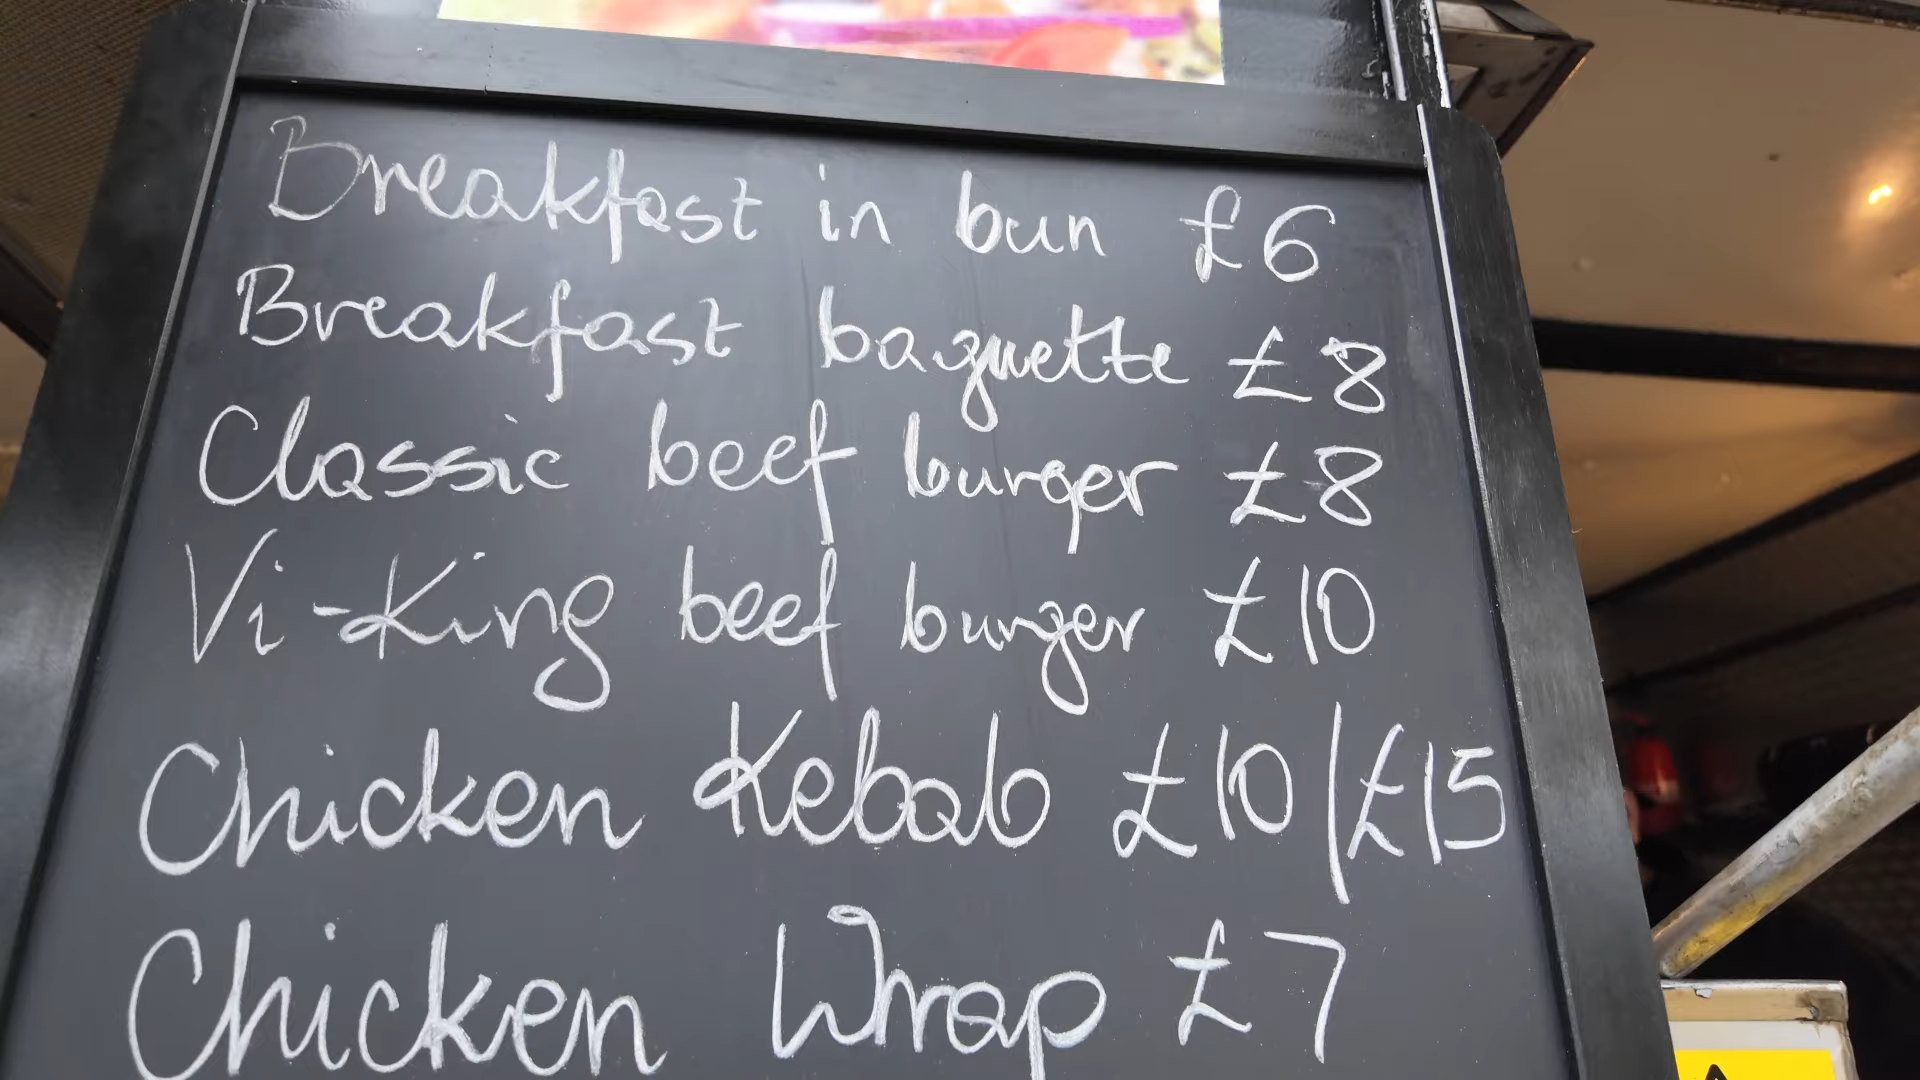 Breakfast in bun £6
Breakfast baguette £8
Classic beef burger £8
Vi-King beef burger £10
Chicken Kebab £10/£15
Chicken Wrap £7